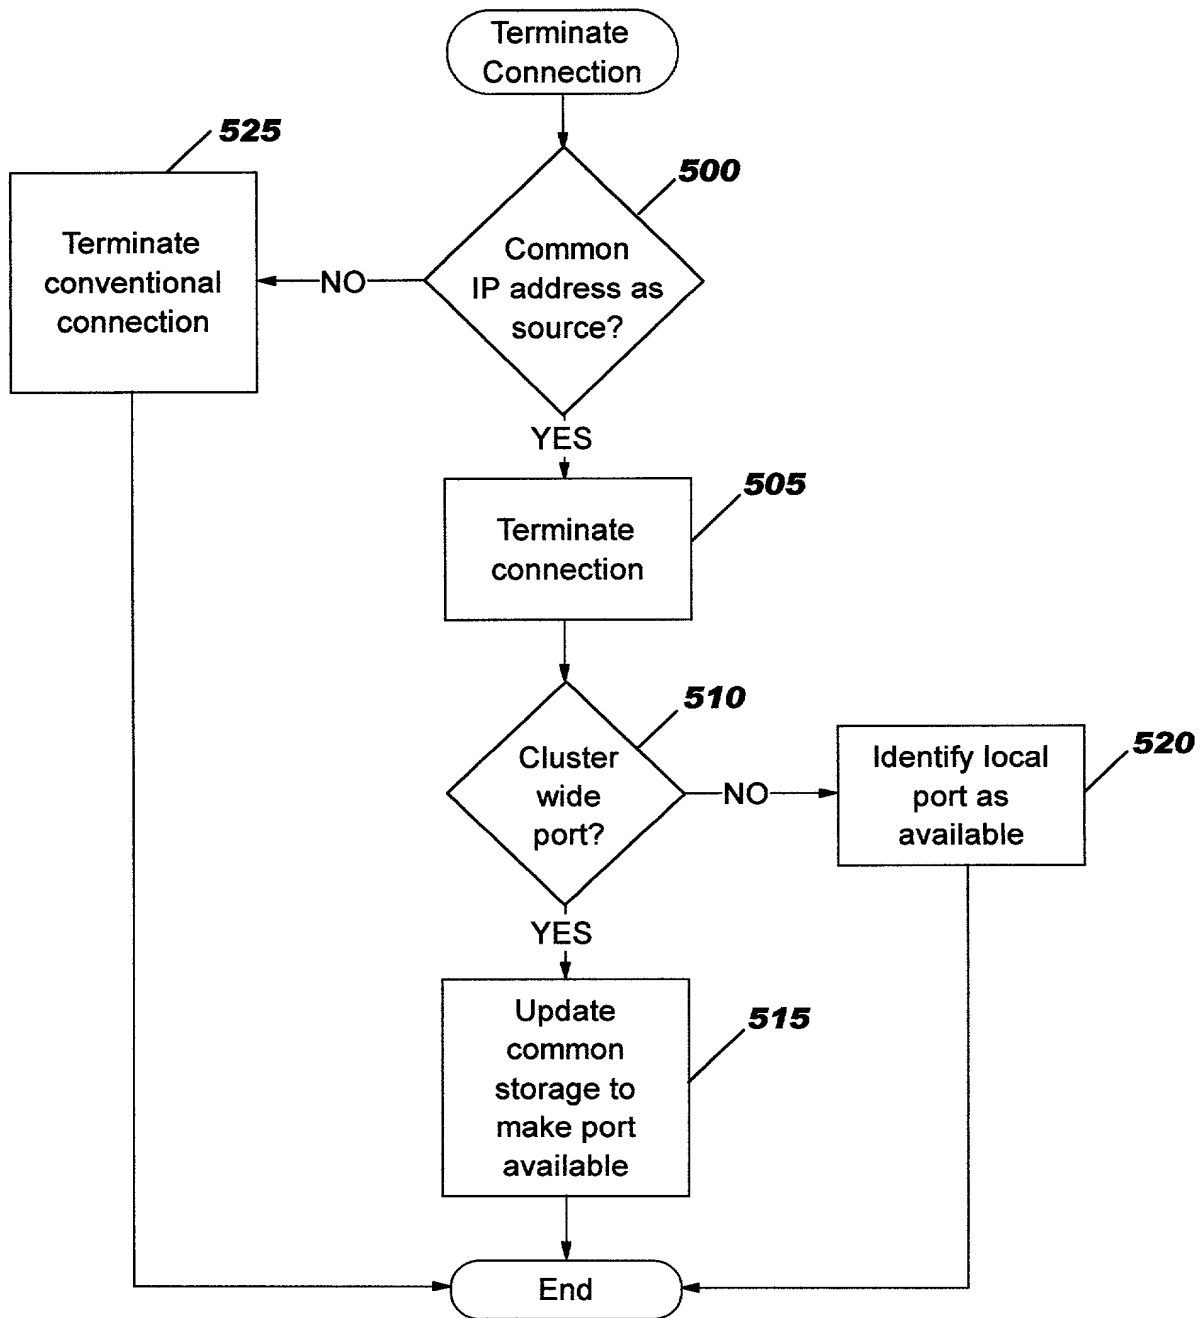 Terminate
Connection
525
500
Terminate
conventional
connection
NO
Common
IP address as
source?
YES
505
Terminate
connection
510
Cluster
wide
port?
NO
520
Identify local
port as
available
YES
515
Update
common
storage to
make port
available
End